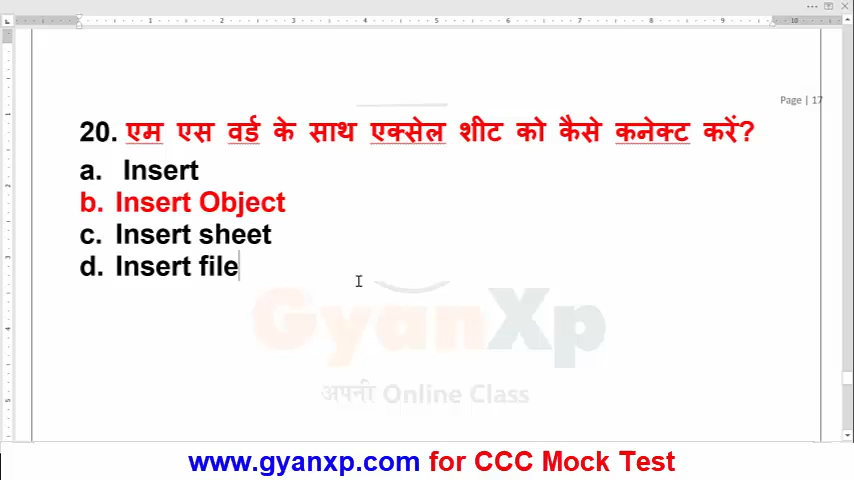 Page | 17
20. एम एस वर्ड के साथ एक्सेल शीट को कैसे कनेक्ट करें?
a. Insert
b. Insert Object
c. Insert sheet
d. Insert file
GyanXp
अपनी Online Class
www.gyanxp.com for CCC Mock Test